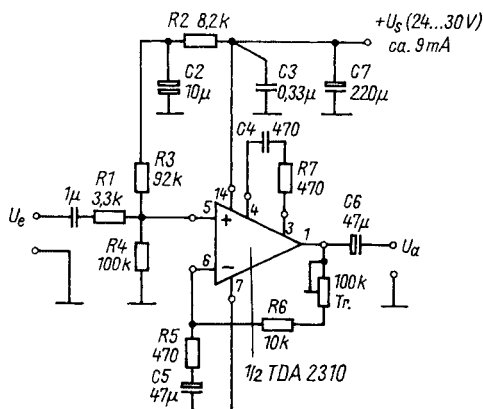 R2 8,2k
+Us (24...30V)
ca. 9mA
C2
10µ
C3
0,33µ
C7
220µ
C4
470
R3
92k
R7
470
1µ
R1
3,3k
14
4
3
C6
47µ
Ue
5
+
1
Ua
R4
100k
6
−
7
100k
Tr.
R6
10k
R5
470
C5
47µ
1/2 TDA 2310